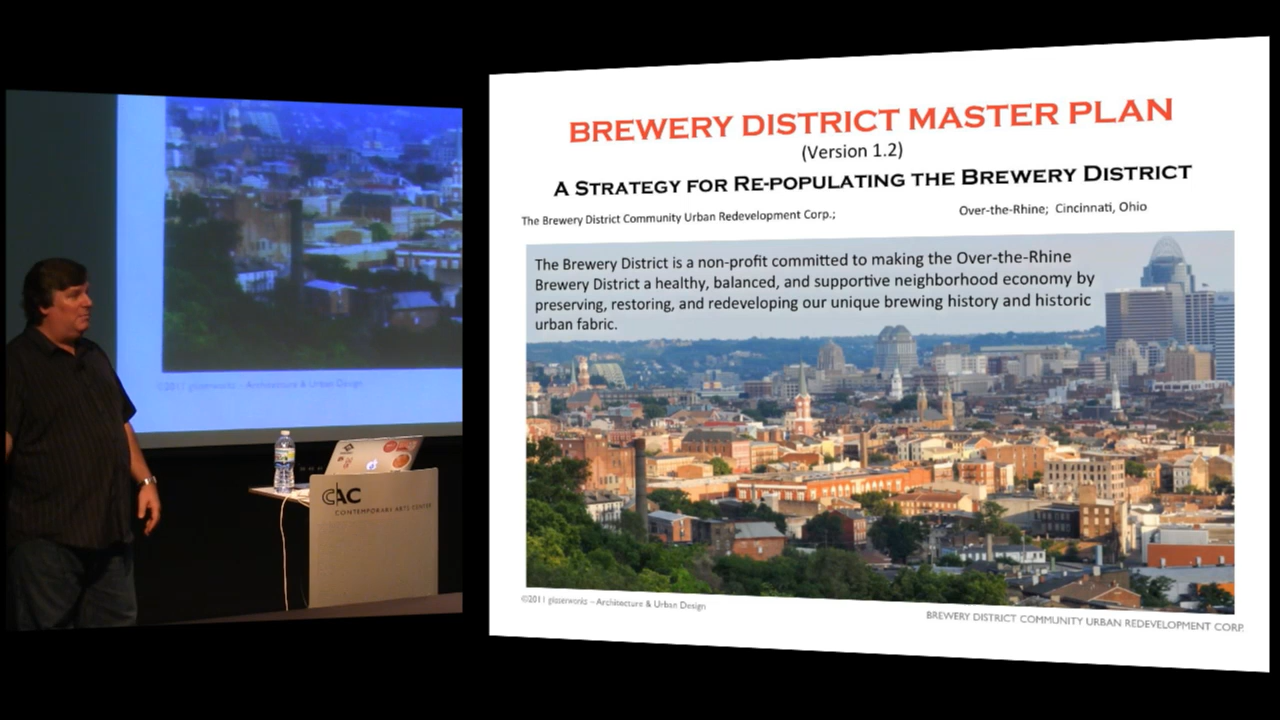 BREWERY DISTRICT MASTER PLAN
(Version 1.2)
A STRATEGY FOR RE-POPULATING THE BREWERY DISTRICT
The Brewery District Community Urban Redevelopment Corp.;
Over-the-Rhine; Cincinnati, Ohio
The Brewery District is a non-profit committed to making the Over-the-Rhine
Brewery District a healthy, balanced, and supportive neighborhood economy by
preserving, restoring, and redeveloping our unique brewing history and historic
urban fabric.
©2011 glaserworks – Architecture & Urban Design
BREWERY DISTRICT COMMUNITY URBAN REDEVELOPMENT CORP.
©2011 glaserworks – Architecture & Urban Design
CAC
CONTEMPORARY ARTS CENTER